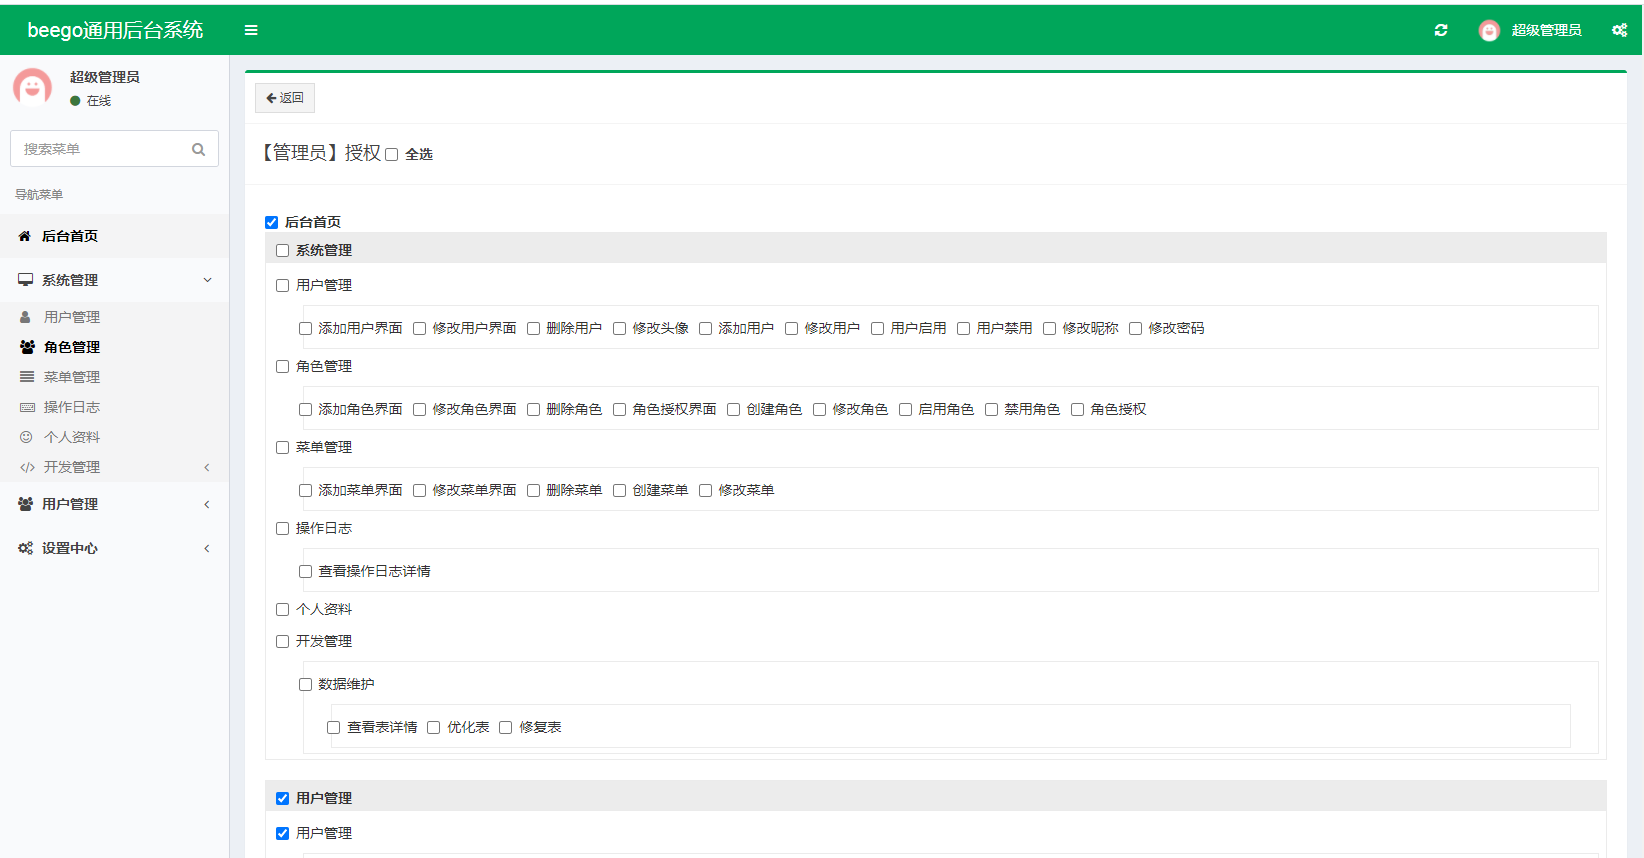 beego通用后台系统
超级管理员
超级管理员
在线
搜索菜单
导航菜单
后台首页
系统管理
用户管理
角色管理
菜单管理
操作日志
个人资料
开发管理
用户管理
设置中心
返回
【管理员】授权 全选
后台首页
系统管理
用户管理
添加用户界面 修改用户界面 删除用户 修改头像 添加用户 修改用户 用户启用 用户禁用 修改昵称 修改密码
角色管理
添加角色界面 修改角色界面 删除角色 角色授权界面 创建角色 修改角色 启用角色 禁用角色 角色授权
菜单管理
添加菜单界面 修改菜单界面 删除菜单 创建菜单 修改菜单
操作日志
查看操作日志详情
个人资料
开发管理
数据维护
查看表详情 优化表 修复表
用户管理
用户管理